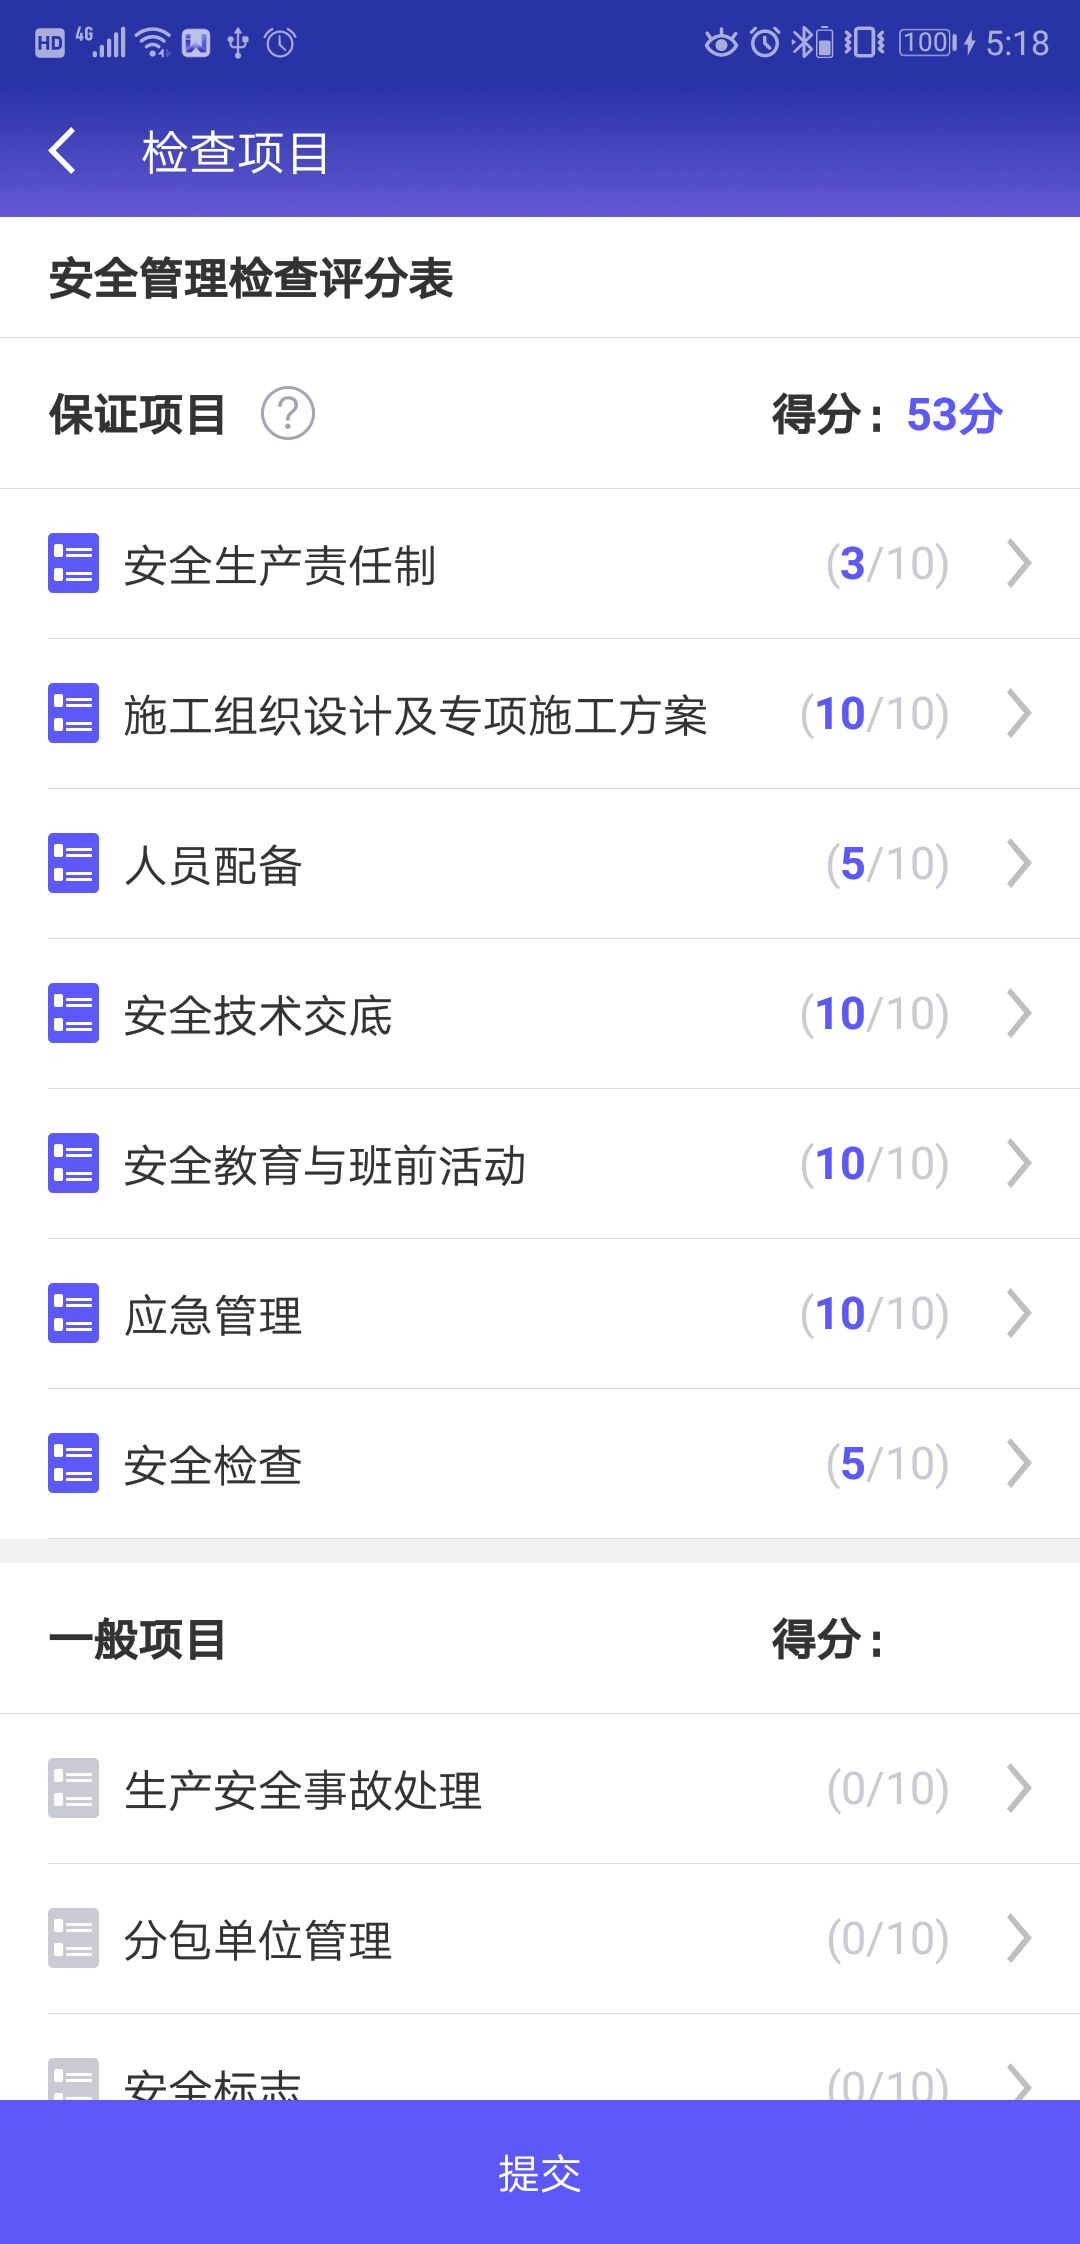 HD 4G 100 5:18
检查项目
安全管理检查评分表
保证项目 ? 得分: 53分
安全生产责任制 (3/10)
施工组织设计及专项施工方案 (10/10)
人员配备 (5/10)
安全技术交底 (10/10)
安全教育与班前活动 (10/10)
应急管理 (10/10)
安全检查 (5/10)
一般项目 得分:
生产安全事故处理 (0/10)
分包单位管理 (0/10)
安全标志 (0/10)
提交